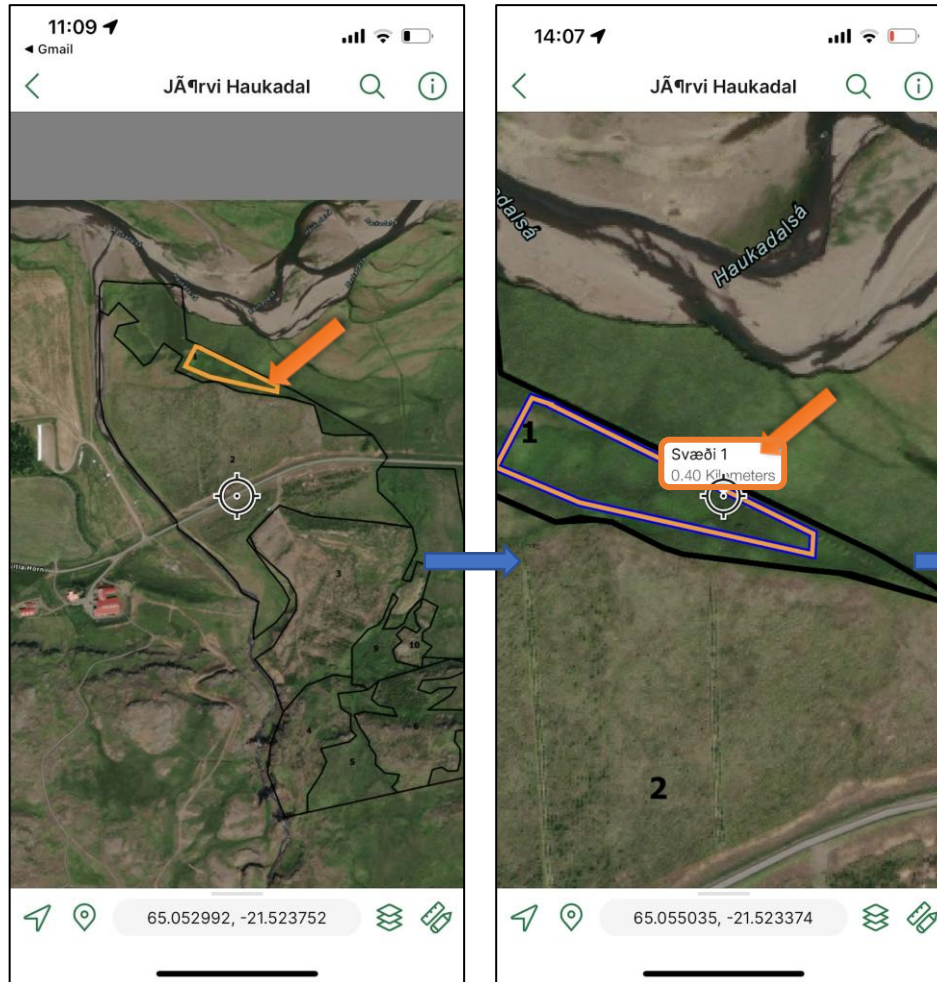 11:09
◀ Gmail
JÃ¶rvi Haukadal
2
3
10
9
4
6
5
65.052992, -21.523752
14:07
JÃ¶rvi Haukadal
Haukadalsá
1
Svæði 1
0.40 Kilometers
2
65.055035, -21.523374